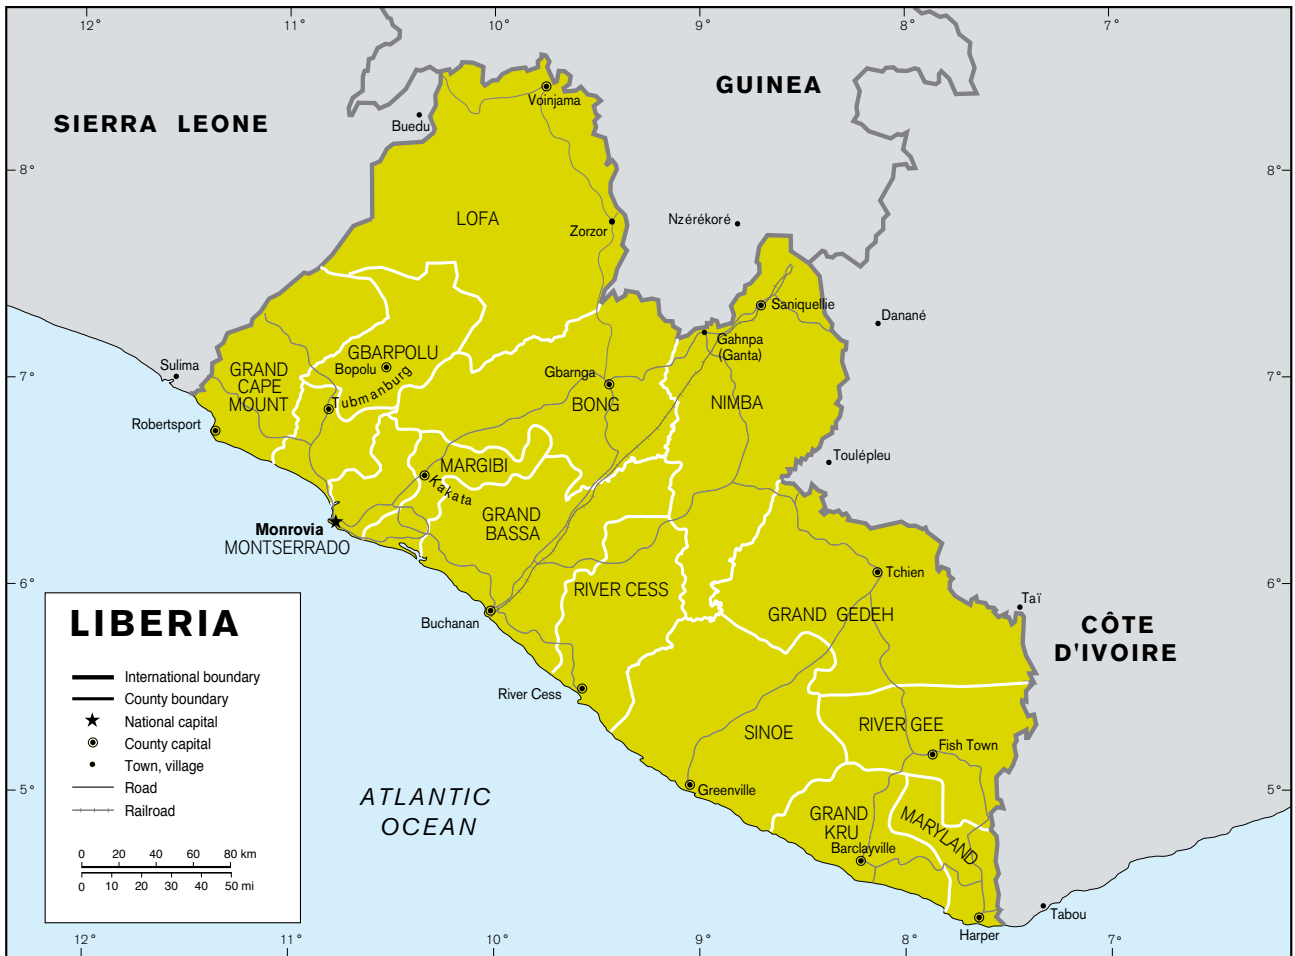 12° 11° 10° 9° 8° 7°
GUINEA
SIERRA LEONE
Voinjama
Buedu
8° 8°
LOFA
Nzérékoré
Zorzor
Saniquellie
Danané
Gahnpa
(Ganta)
Sulima
GBARPOLU
Bopolu
GRAND
CAPE
MOUNT
7° 7°
Gbarnga
Tubmanburg
BONG
NIMBA
Robertsport
Toulépleu
MARGIBI
Kakata
GRAND
BASSA
Monrovia
MONTSERRADO
Tchien
6° 6°
RIVER CESS
Taï
GRAND GEDEH
Buchanan
CÔTE
D'IVOIRE
River Cess
SINOE
RIVER GEE
Fish Town
Greenville
5° 5°
ATLANTIC
OCEAN
GRAND
KRU
MARYLAND
Barclayville
Tabou
Harper
LIBERIA
International boundary
County boundary
National capital
County capital
Town, village
Road
Railroad
0 20 40 60 80 km
0 10 20 30 40 50 mi
12° 11° 10° 9° 8° 7°